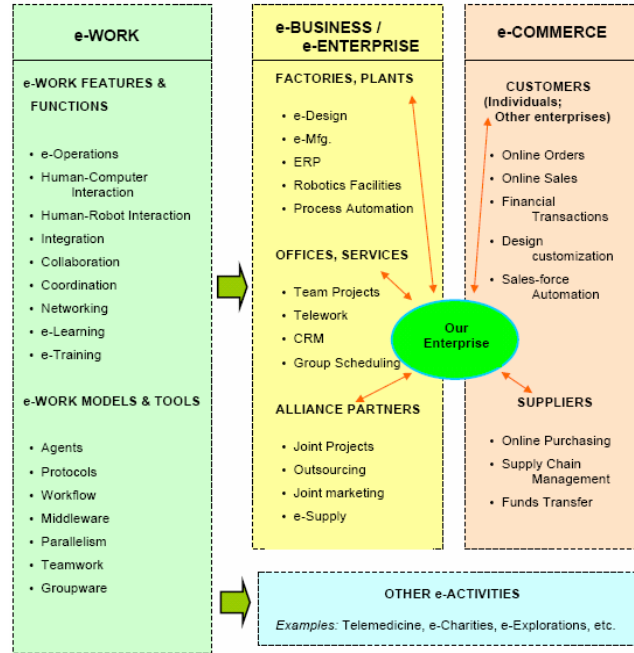 e-WORK
e-WORK FEATURES &
FUNCTIONS
• e-Operations
• Human-Computer
Interaction
• Human-Robot Interaction
• Integration
• Collaboration
• Coordination
• Networking
• e-Learning
• e-Training
e-WORK MODELS & TOOLS
• Agents
• Protocols
• Workflow
• Middleware
• Parallelism
• Teamwork
• Groupware
e-BUSINESS /
e-ENTERPRISE
FACTORIES, PLANTS
• e-Design
• e-Mfg.
• ERP
• Robotics Facilities
• Process Automation
OFFICES, SERVICES
• Team Projects
• Telework
• CRM
• Group Scheduling
ALLIANCE PARTNERS
• Joint Projects
• Outsourcing
• Joint marketing
• e-Supply
Our
Enterprise
e-COMMERCE
CUSTOMERS
(Individuals;
Other enterprises)
• Online Orders
• Online Sales
• Financial
Transactions
• Design
customization
• Sales-force
Automation
SUPPLIERS
• Online Purchasing
• Supply Chain
Management
• Funds Transfer
OTHER e-ACTIVITIES
Examples: Telemedicine, e-Charities, e-Explorations, etc.